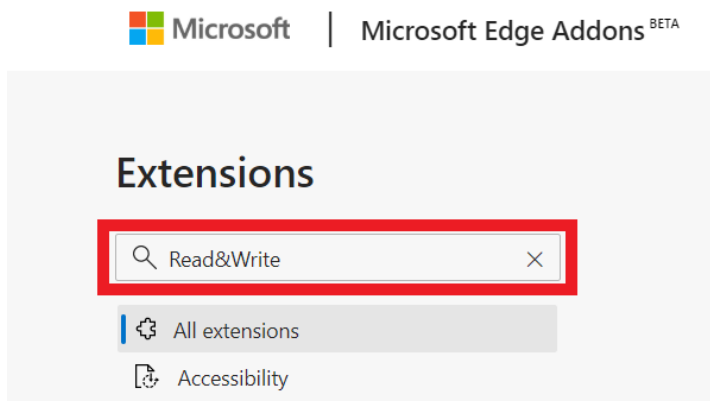 Microsoft | Microsoft Edge Addons BETA
Extensions
Read&Write
All extensions
Accessibility